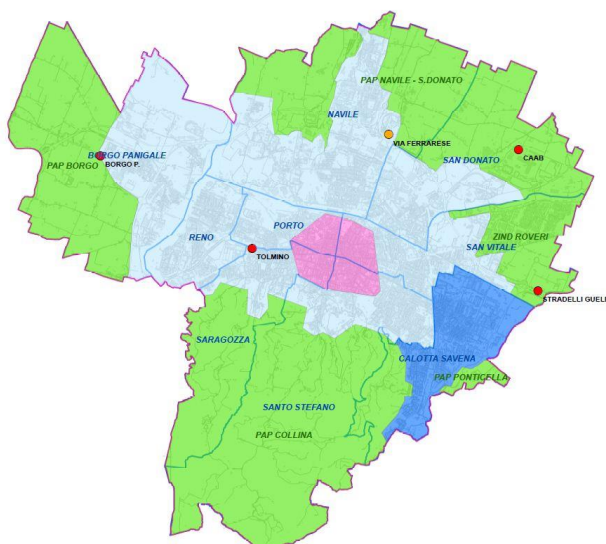 PAP NAVILE - S.DONATO
NAVILE
VIA FERRARESE
CAAB
SAN DONATO
BORGO PANIGALE
BORGO P.
PAP BORGO
PORTO
RENO
ZIND ROVERI
SAN VITALE
TOLMINO
STRADELLI GUELF
SARAGOZZA
CALOTTA SAVENA
PAP PONTICELLA
SANTO STEFANO
PAP COLLINA